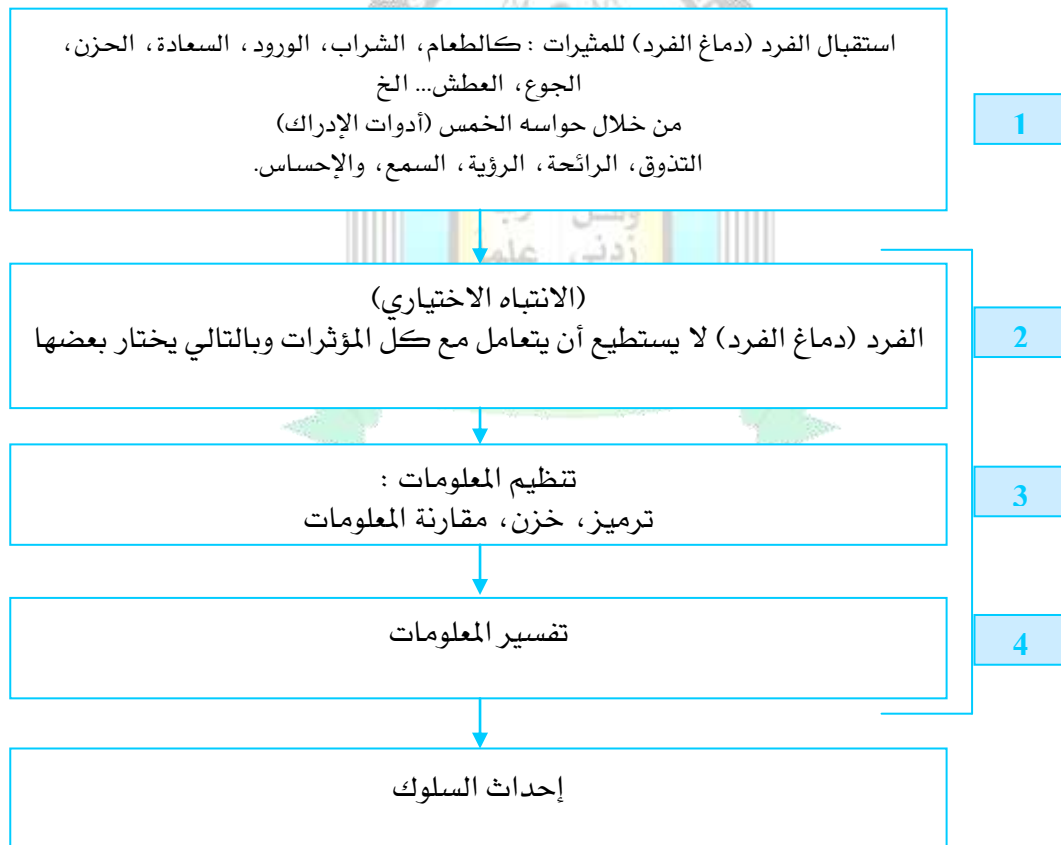 استقبال الفرد (دماغ الفرد) للمثيرات : كالطعام، الشراب، الورود، السعادة، الحزن،
الجوع، العطش... الخ
من خلال حواسه الخمس (أدوات الإدراك)
التذوق، الرائحة، الرؤية، السمع، والإحساس.
1
زدني علما
(الانتباه الاختياري)
الفرد (دماغ الفرد) لا يستطيع أن يتعامل مع كل المؤثرات وبالتالي يختار بعضها
2
تنظيم المعلومات :
ترميز، خزن، مقارنة المعلومات
3
تفسير المعلومات
4
إحداث السلوك